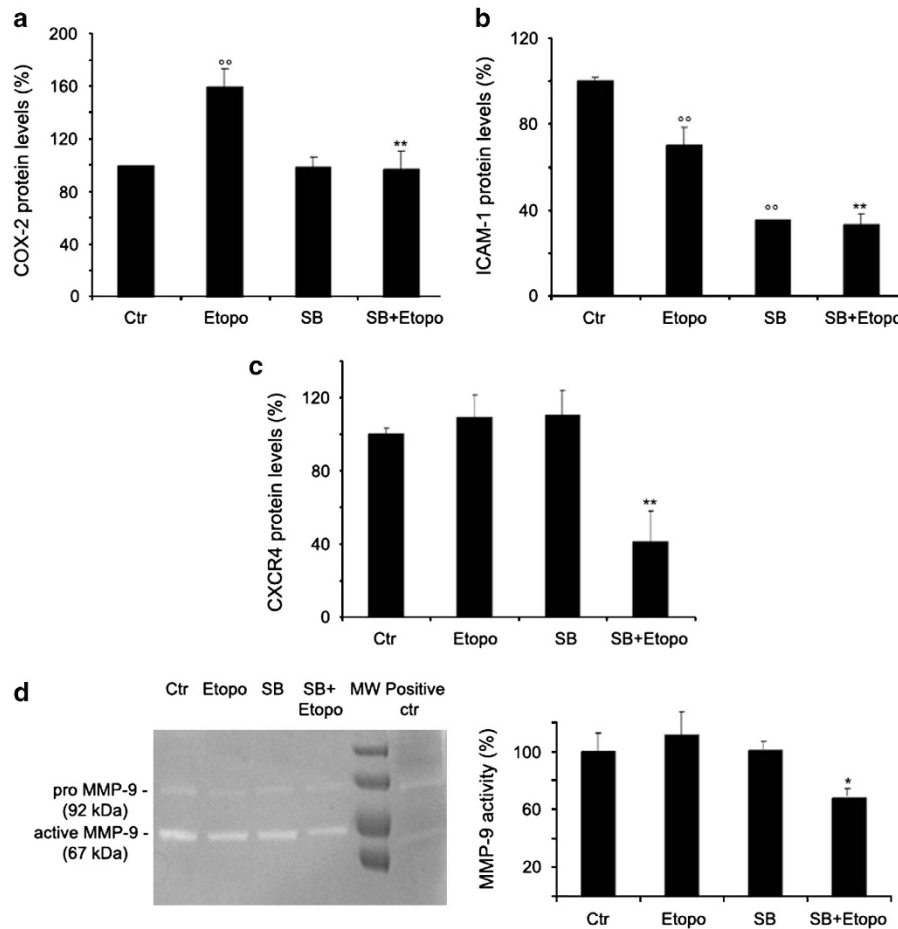 a
COX-2 protein levels (%)
200
160
120
80
40
0
°°
**
Ctr Etopo SB SB+Etopo
b
ICAM-1 protein levels (%)
120
80
40
0
°°
°°
**
Ctr Etopo SB SB+Etopo
c
CXCR4 protein levels (%)
120
80
40
0
**
Ctr Etopo SB SB+Etopo
d
Ctr Etopo SB SB+ Etopo MW Positive ctr
pro MMP-9 -
(92 kDa)
active MMP-9 -
(67 kDa)
MMP-9 activity (%)
100
60
20
*
Ctr Etopo SB SB+Etopo